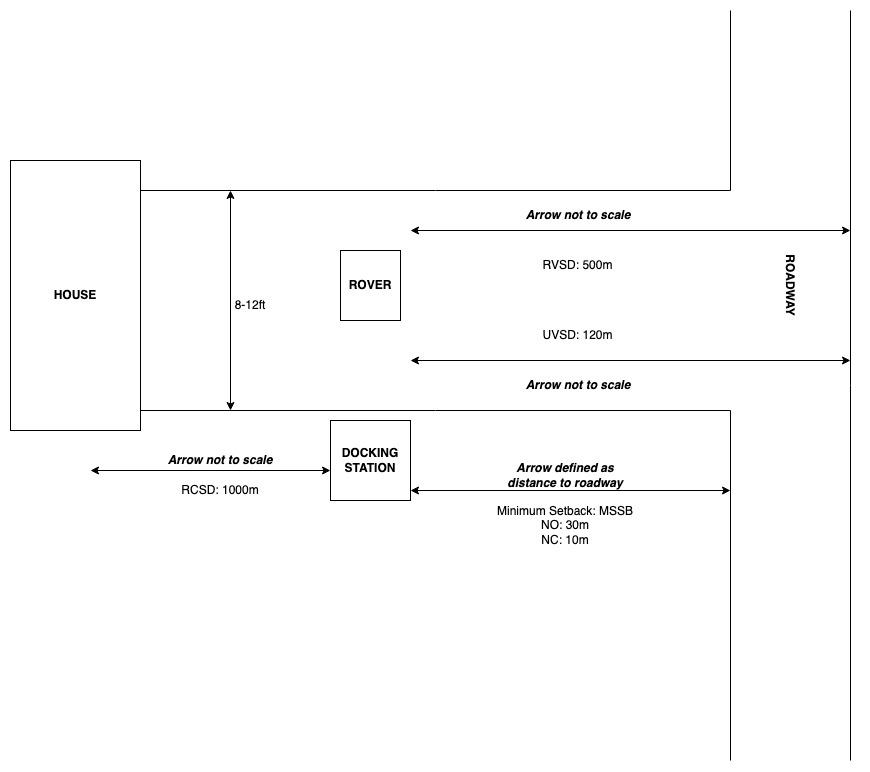 Arrow not to scale
RVSD: 500m
ROADWAY
ROVER
HOUSE
8-12ft
UVSD: 120m
Arrow not to scale
DOCKING
STATION
Arrow not to scale
RCSD: 1000m
Arrow defined as
distance to roadway
Minimum Setback: MSSB
NO: 30m
NC: 10m